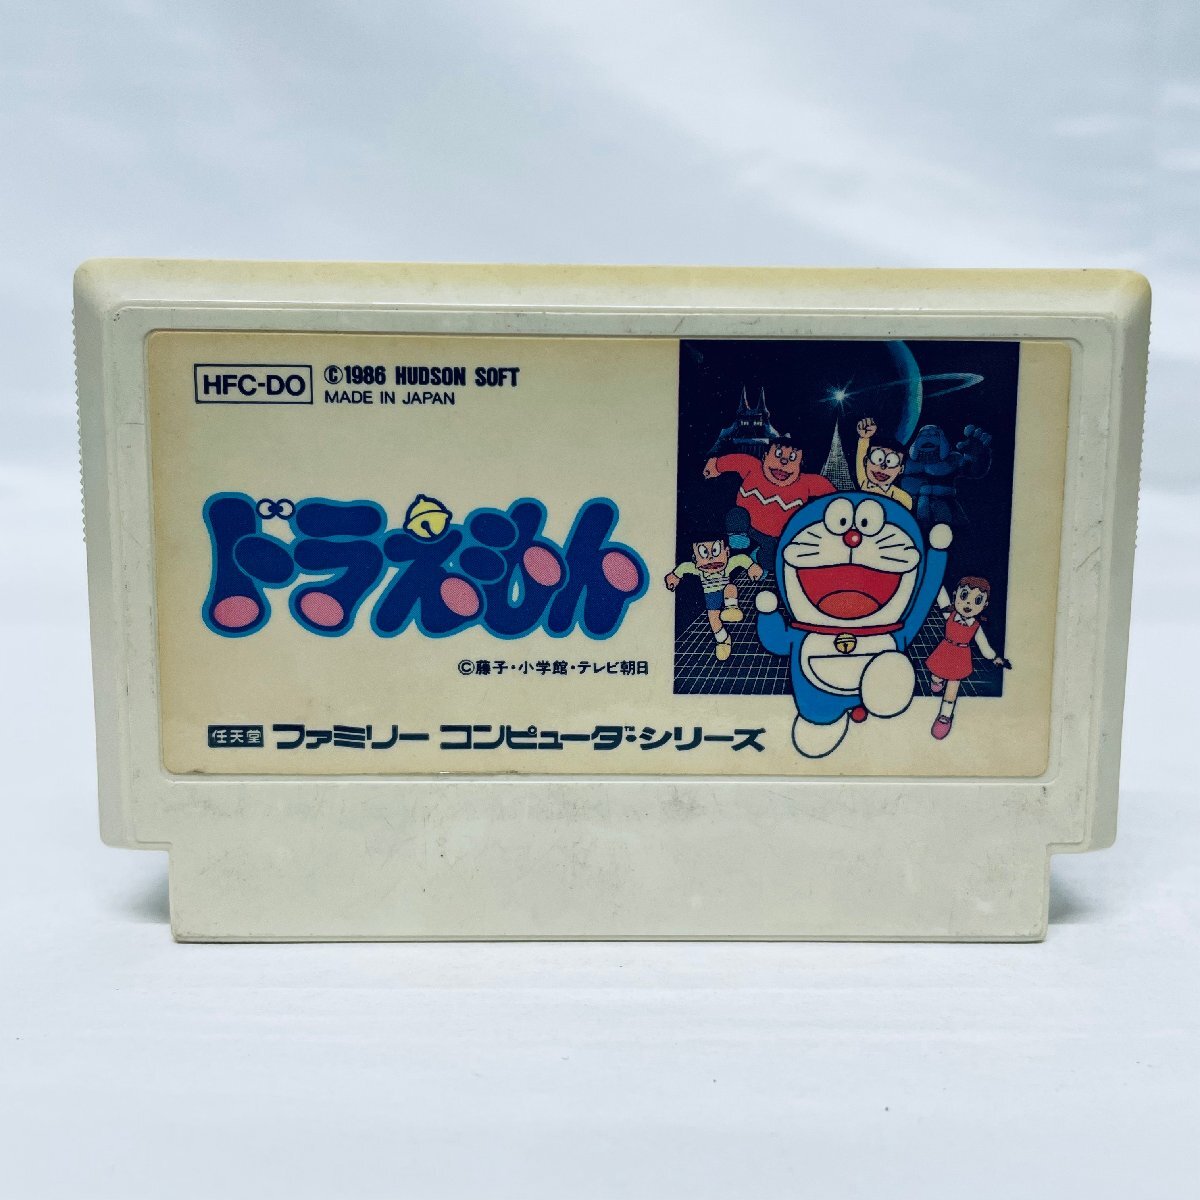 HFC-DO
©1986 HUDSON SOFT
MADE IN JAPAN
ドラえもん
©藤子・小学館・テレビ朝日
任天堂 ファミリー コンピュータ™・シリーズ